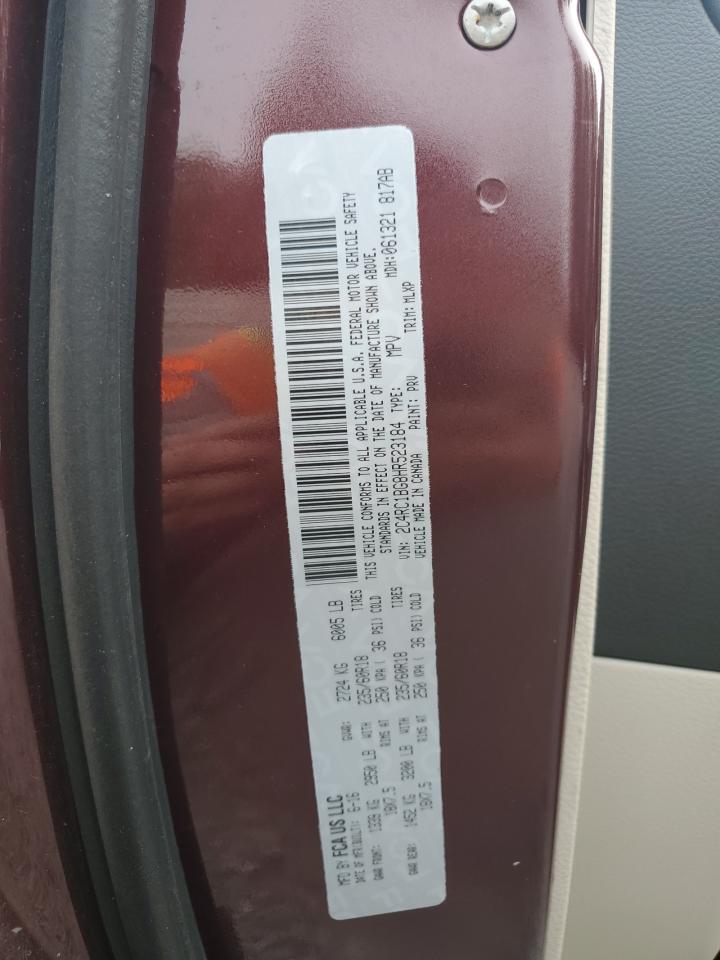 MFD BY FCA US LLC
DATE OF MFR(BUILT): 6-16 GVWR: 2724 KG 6005 LB
GAWR FRONT: 1339 KG 2950 LB WITH 235/60R18 TIRES
18X7.5 RIMS AT 250 KPA ( 36 PSI) COLD
GAWR REAR: 1452 KG 3200 LB WITH 235/60R18 TIRES
18X7.5 RIMS AT 250 KPA ( 36 PSI) COLD
THIS VEHICLE CONFORMS TO ALL APPLICABLE U.S.A. FEDERAL MOTOR VEHICLE SAFETY
STANDARDS IN EFFECT ON THE DATE OF MANUFACTURE SHOWN ABOVE.
VIN: 2C4RC1BG8HR523184 TYPE: MPV MDH:061321 817AB
VEHICLE MADE IN CANADA PAINT: PRV TRIM: MLXP